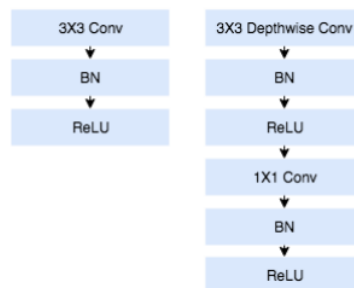 3X3 Conv
BN
ReLU
3X3 Depthwise Conv
BN
ReLU
1X1 Conv
BN
ReLU